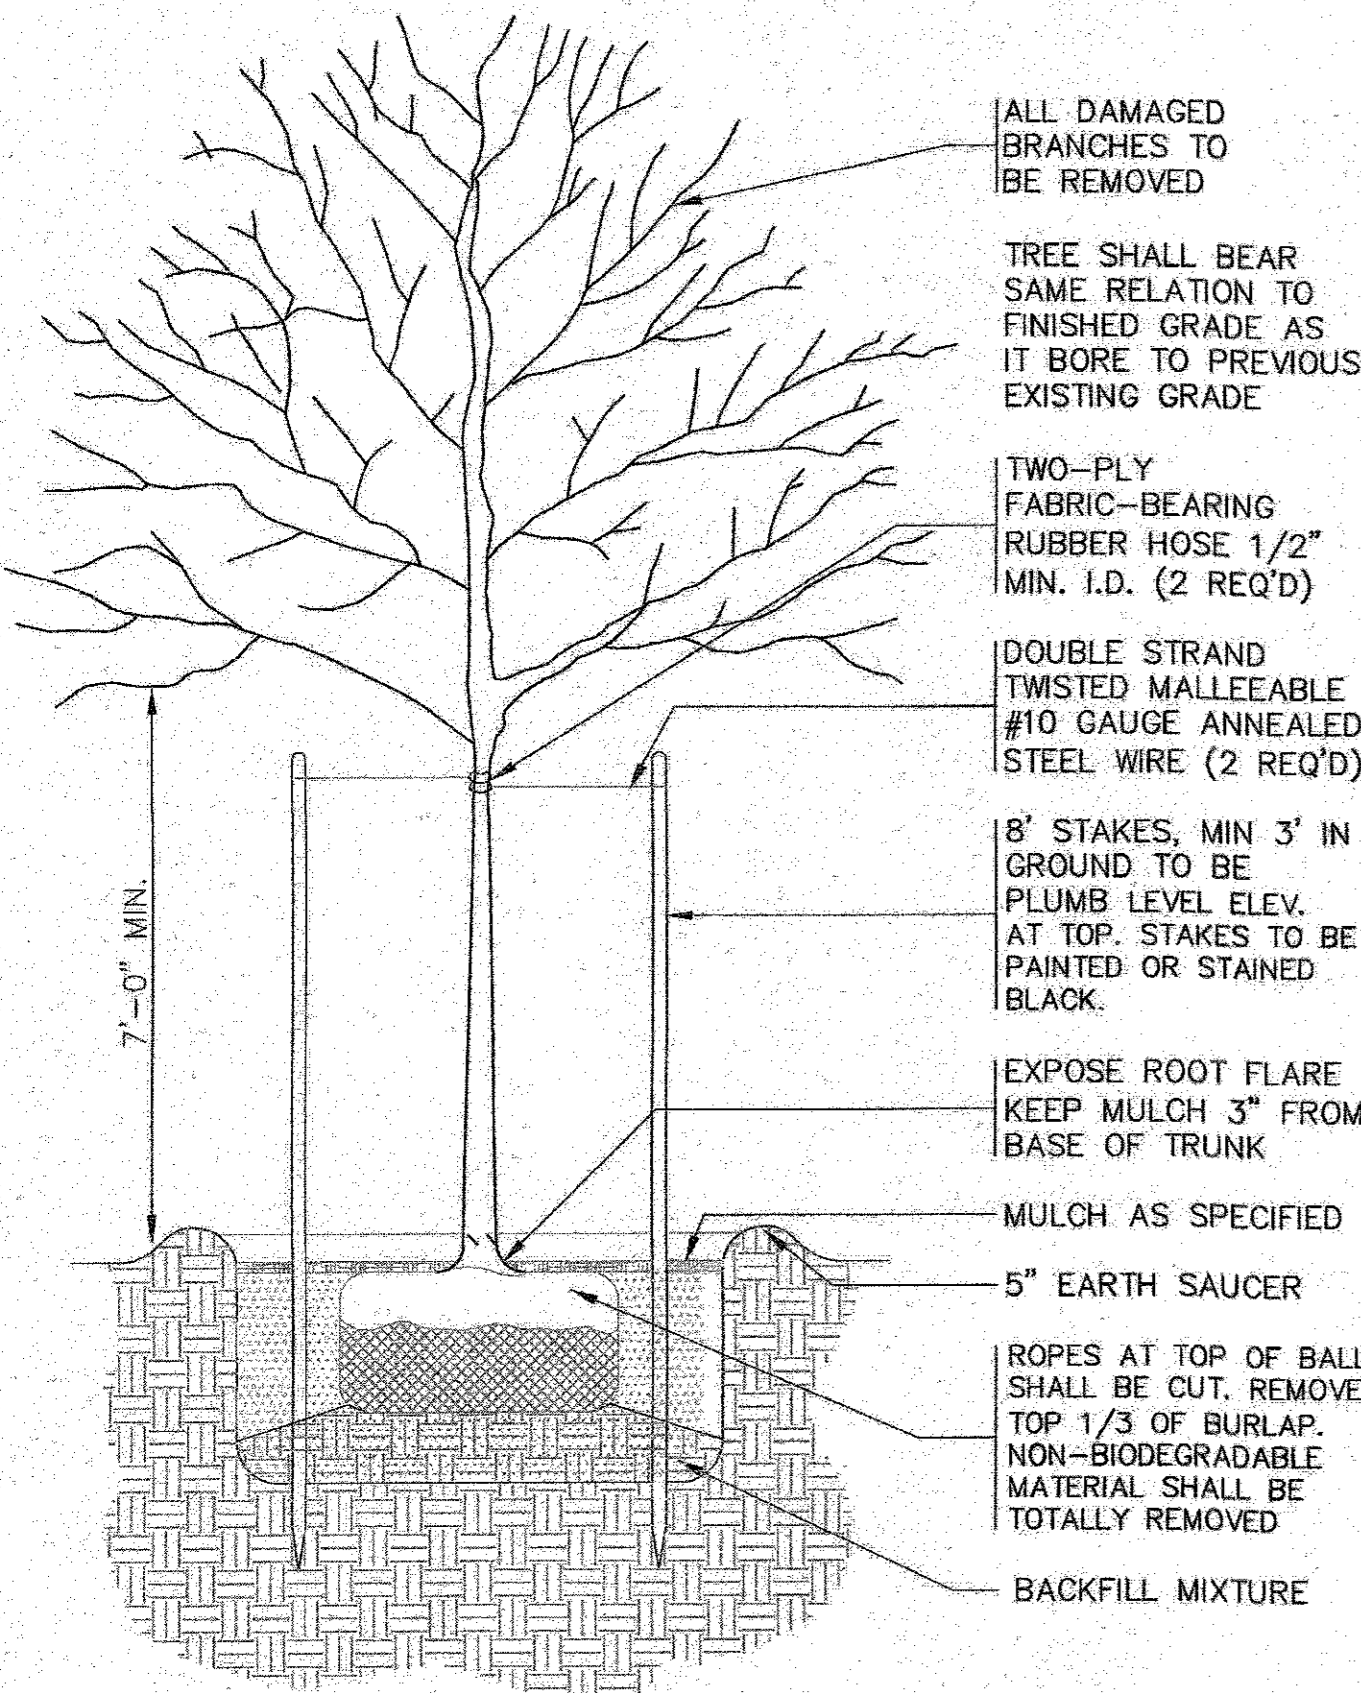 ALL DAMAGED
BRANCHES TO
BE REMOVED
TREE SHALL BEAR
SAME RELATION TO
FINISHED GRADE AS
IT BORE TO PREVIOUS
EXISTING GRADE
TWO-PLY
FABRIC-BEARING
RUBBER HOSE 1/2"
MIN. I.D. (2 REQ'D)
DOUBLE STRAND
TWISTED MALLEEABLE
#10 GAUGE ANNEALED
STEEL WIRE (2 REQ'D)
8' STAKES, MIN 3' IN
GROUND TO BE
PLUMB LEVEL ELEV.
AT TOP. STAKES TO BE
PAINTED OR STAINED
BLACK.
7'-0" MIN.
EXPOSE ROOT FLARE
KEEP MULCH 3" FROM
BASE OF TRUNK
MULCH AS SPECIFIED
5" EARTH SAUCER
ROPES AT TOP OF BALL
SHALL BE CUT. REMOVE
TOP 1/3 OF BURLAP.
NON-BIODEGRADABLE
MATERIAL SHALL BE
TOTALLY REMOVED
BACKFILL MIXTURE